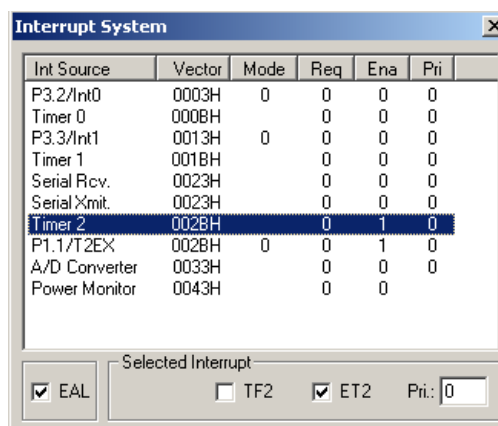 Interrupt System
Int Source Vector Mode Req Ena Pri
P3.2/Int0 0003H 0 0 0 0
Timer 0 000BH 0 0 0
P3.3/Int1 0013H 0 0 0 0
Timer 1 001BH 0 0 0
Serial Rcv. 0023H 0 0 0
Serial Xmit. 0023H 0 0 0
Timer 2 002BH 0 1 0
P1.1/T2EX 002BH 0 0 1 0
A/D Converter 0033H 0 0 0
Power Monitor 0043H 0 0
Selected Interrupt
EAL TF2 ET2 Pri.: 0